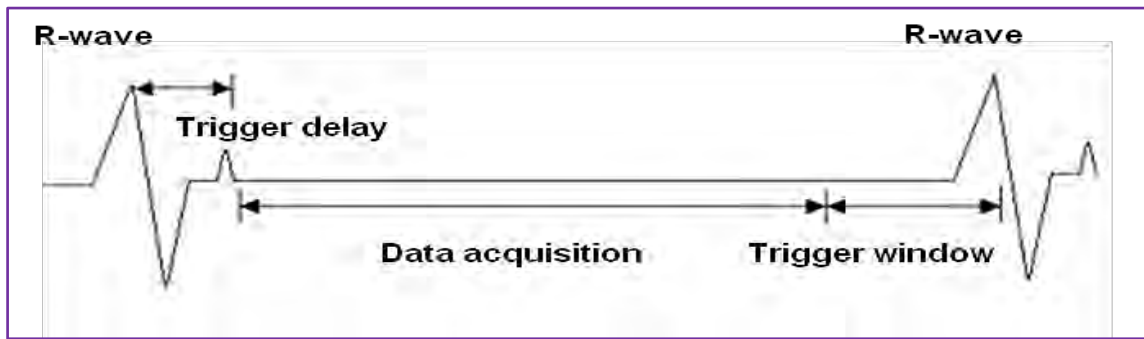 R-wave
R-wave
Trigger delay
Data acquisition
Trigger window